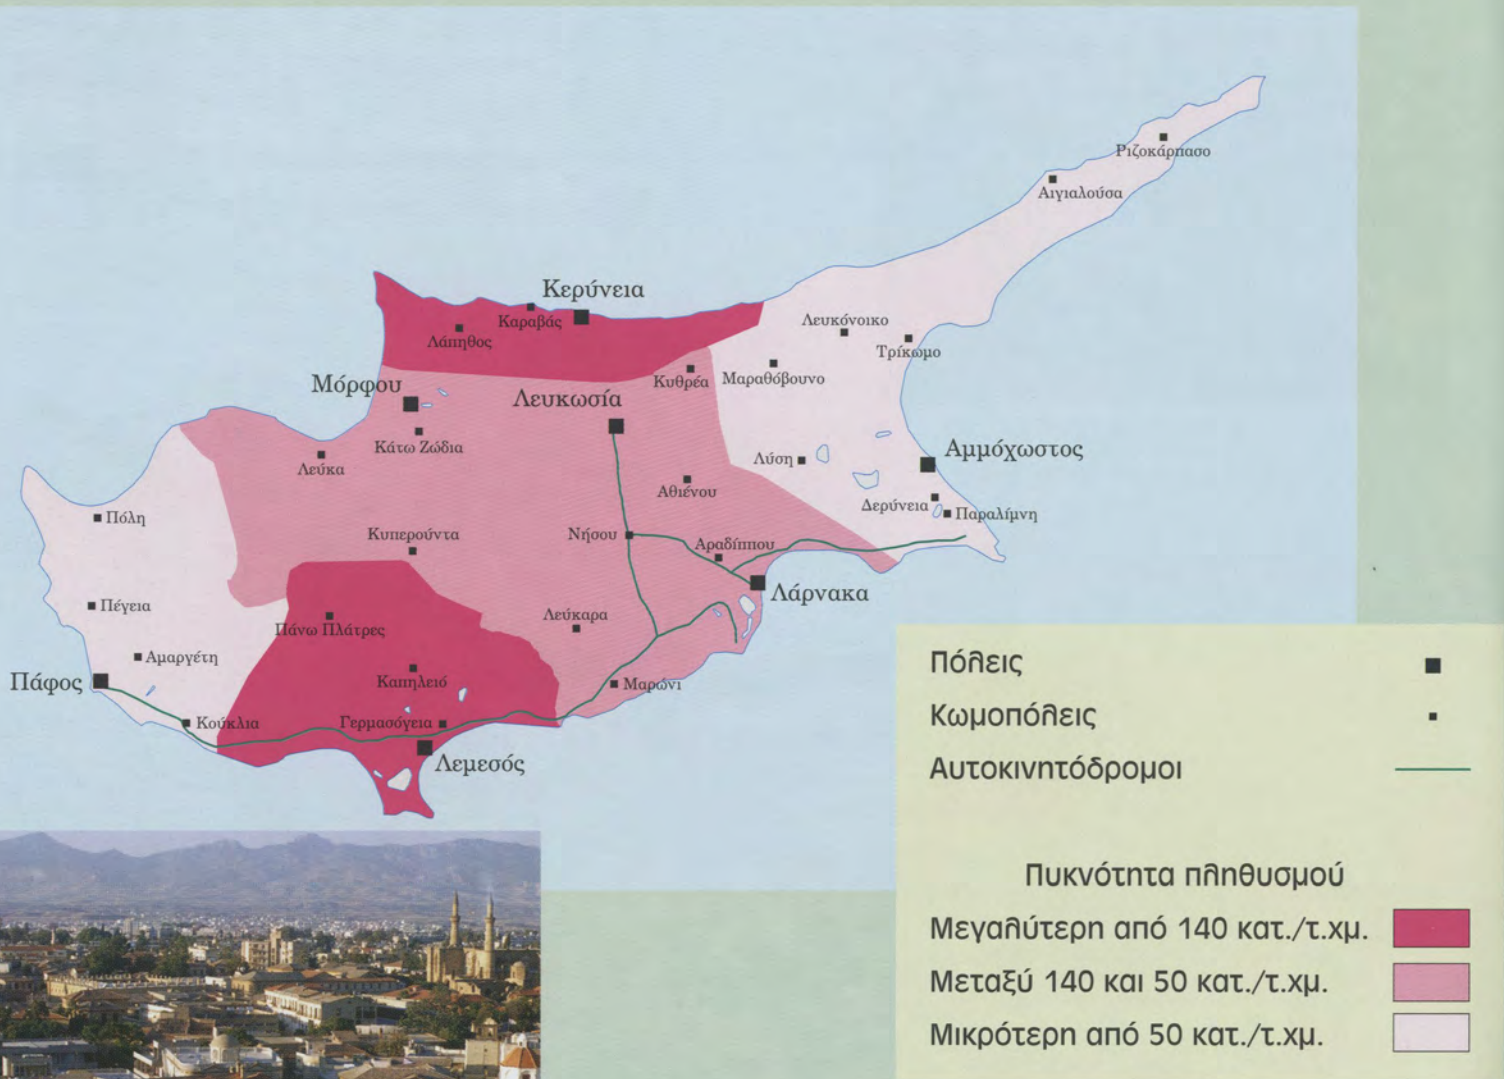 Ριζοκάρπασο
Αιγιαλούσα
Κερύνεια
Καραβάς
Λάπηθος
Λευκόνοικο
Τρίκωμο
Κυθρέα
Μαραθόβουνο
Μόρφου
Λευκωσία
Κάτω Ζώδια
Λεύκα
Αμμόχωστος
Λύση
Αθιένου
Δερύνεια
Παραλίμνη
Πόλη
Κυπερούντα
Νήσου
Αραδίππου
Λάρνακα
Πέγεια
Πάνω Πλάτρες
Λεύκαρα
Αμαργέτη
Πάφος
Καπηλειό
Μαρώνι
Κούκλια
Γερμασόγεια
Λεμεσός
Πόλεις
Κωμοπόλεις
Αυτοκινητόδρομοι
Πυκνότητα πληθυσμού
Μεγαλύτερη από 140 κατ./τ.χμ.
Μεταξύ 140 και 50 κατ./τ.χμ.
Μικρότερη από 50 κατ./τ.χμ.